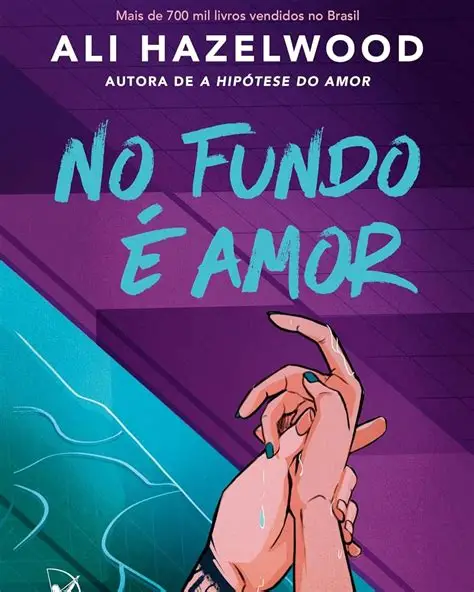 Mais de 700 mil livros vendidos no Brasil
ALI HAZELWOOD
AUTORA DE A HIPÓTESE DO AMOR
NO FUNDO
É AMOR